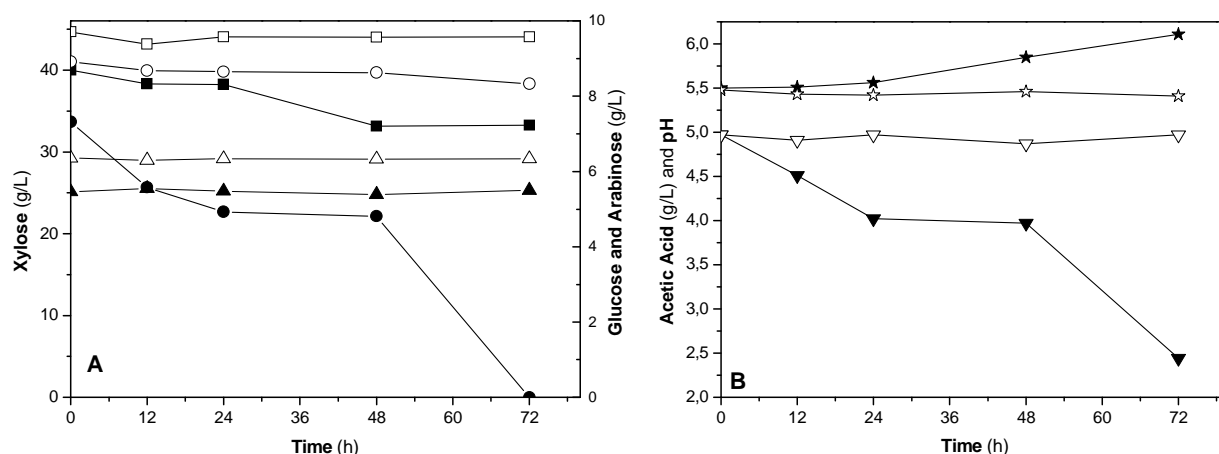 10
6,0
40
8
5,5
30
6
5,0
4,5
20
4
4,0
3,5
10
2
3,0
A
2,5
B
0
0
2,0
0 12 24 36 48 60 72
0 12 24 36 48 60 72
Time (h)
Time (h)
Xylose (g/L)
Glucose and Arabinose (g/L)
Acetic Acid (g/L) and pH